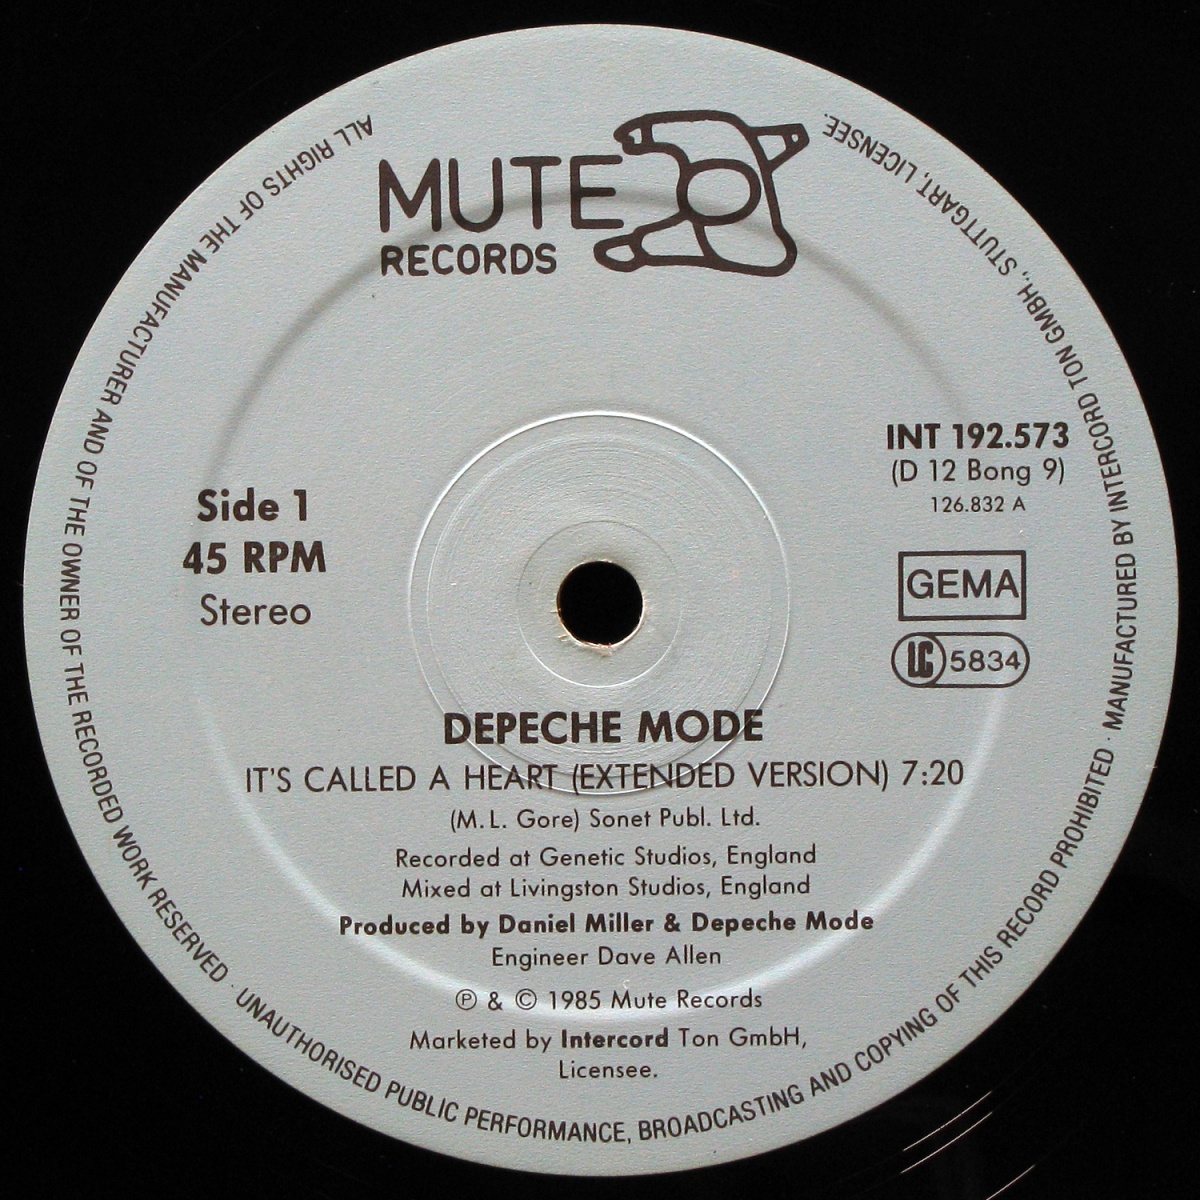 MUTE
RECORDS
INT 192.573
(D 12 Bong 9)
126.832 A
Side 1
45 RPM
Stereo
GEMA
LC 5834
DEPECHE MODE
IT'S CALLED A HEART (EXTENDED VERSION) 7:20
(M. L. Gore) Sonet Publ. Ltd.
Recorded at Genetic Studios, England
Mixed at Livingston Studios, England
Produced by Daniel Miller & Depeche Mode
Engineer Dave Allen
℗ & © 1985 Mute Records
Marketed by Intercord Ton GmbH,
Licensee.
ALL RIGHTS OF THE MANUFACTURER AND OF THE OWNER OF THE RECORDED WORK RESERVED · UNAUTHORISED PUBLIC PERFORMANCE, BROADCASTING AND COPYING OF THIS RECORD PROHIBITED · MANUFACTURED BY INTERCORD TON GMBH., STUTTGART, LICENSEE.